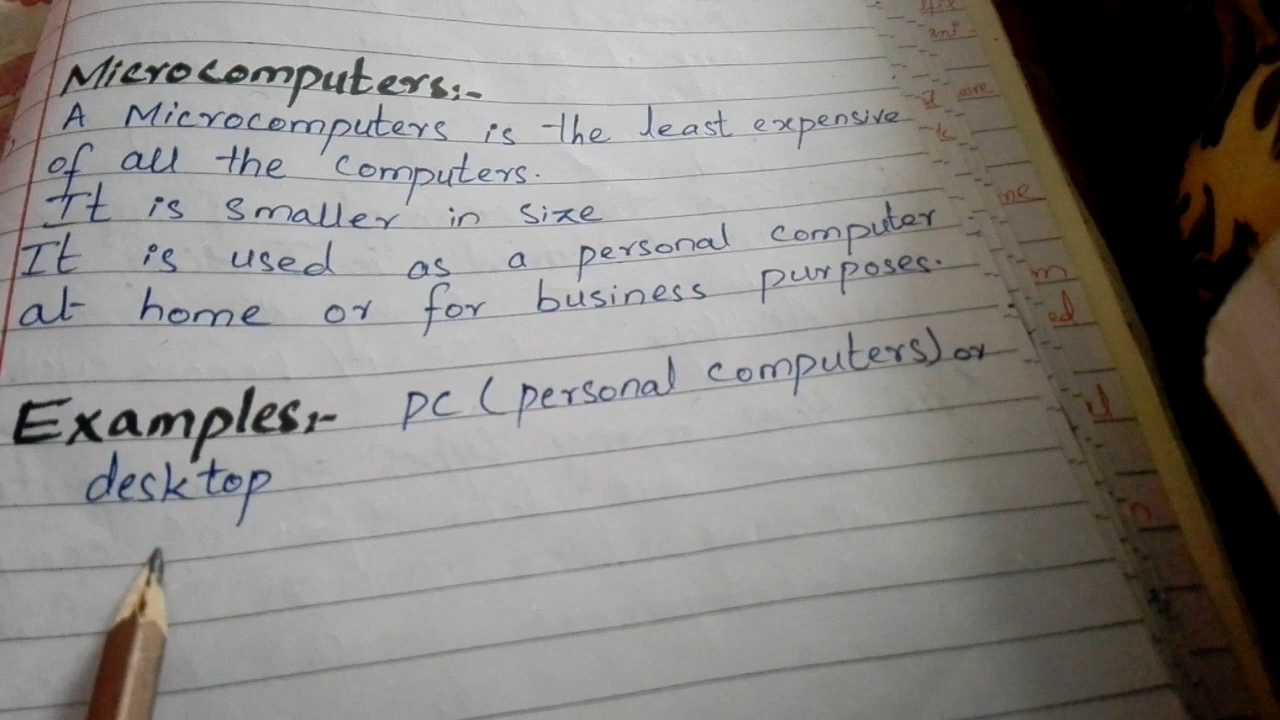 Microcomputers:-
A Microcomputers is the least expensive
of all the computers.
It is smaller in size
It is used as a personal computer
at home or for business purposes.
Examples:- PC (personal computers) or
desktop